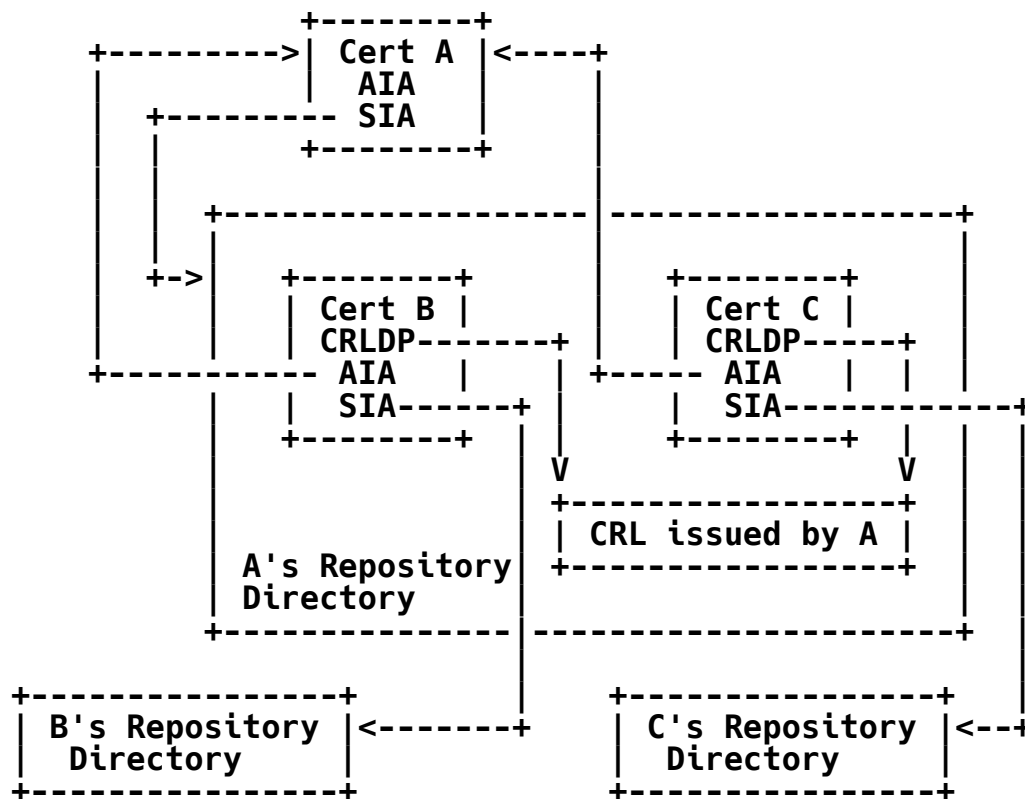 Cert A
AIA
SIA
Cert B
Cert C
CRLDP
CRLDP
AIA
AIA
SIA
SIA
V
V
CRL issued by A
A's Repository
Directory
B's Repository
C's Repository
Directory
Directory